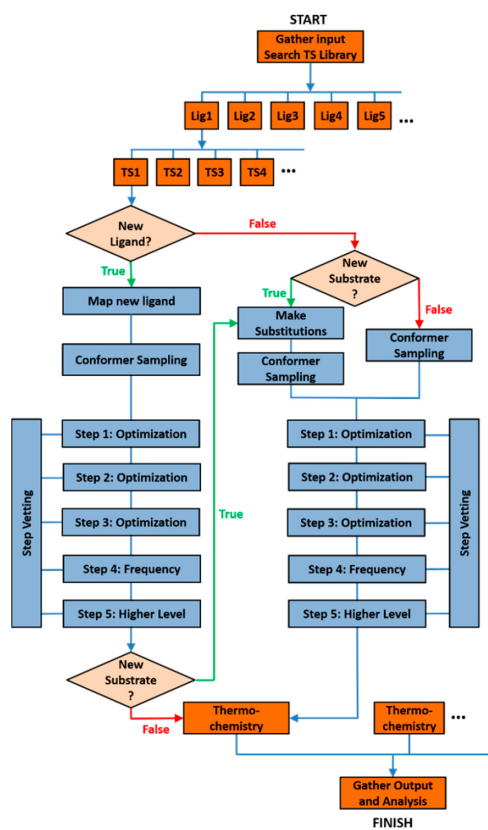 START
Gather input
Search TS Library
Lig1
Lig2
Lig3
Lig4
Lig5
...
TS1
TS2
TS3
TS4
...
New
Ligand?
False
True
New
Substrate
?
True
False
Map new ligand
Make
Substitutions
Conformer
Sampling
Conformer Sampling
Conformer
Sampling
Step Vetting
Step 1: Optimization
Step 2: Optimization
Step 3: Optimization
Step 4: Frequency
Step 5: Higher Level
True
Step 1: Optimization
Step 2: Optimization
Step 3: Optimization
Step 4: Frequency
Step 5: Higher Level
Step Vetting
New
Substrate
?
False
Thermo-
chemistry
Thermo-
chemistry
...
Gather Output
and Analysis
FINISH